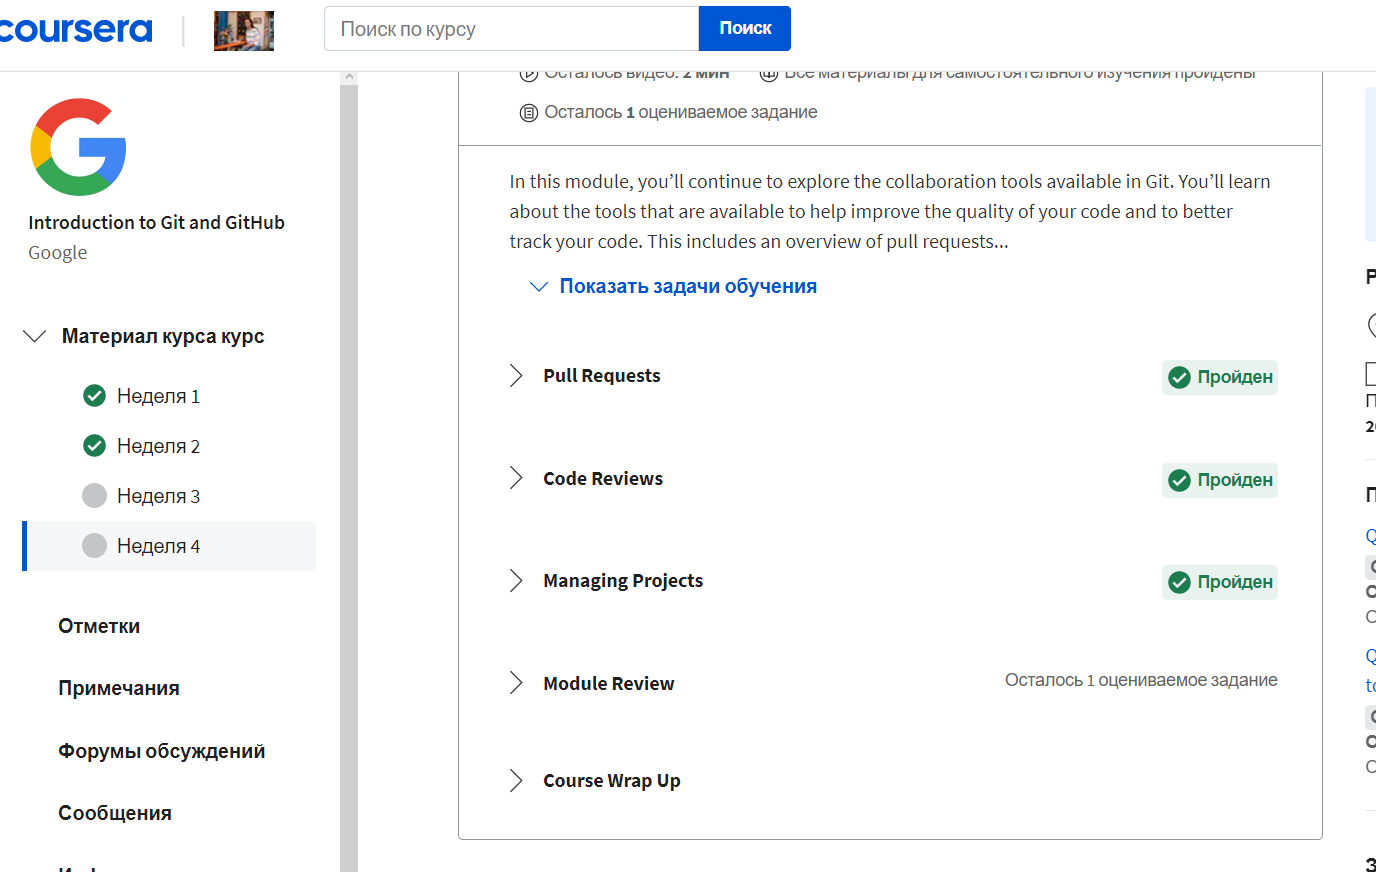 coursera
Поиск по курсу
Поиск
Осталось видео: 2 мин
Все материалы для самостоятельного изучения пройдены
Осталось 1 оцениваемое задание
Introduction to Git and GitHub
Google
Материал курса курс
Неделя 1
Неделя 2
Неделя 3
Неделя 4
Отметки
Примечания
Форумы обсуждений
Сообщения
In this module, you’ll continue to explore the collaboration tools available in Git. You’ll learn
about the tools that are available to help improve the quality of your code and to better
track your code. This includes an overview of pull requests...
Показать задачи обучения
Pull Requests
Пройден
Code Reviews
Пройден
Managing Projects
Пройден
Module Review
Осталось 1 оцениваемое задание
Course Wrap Up